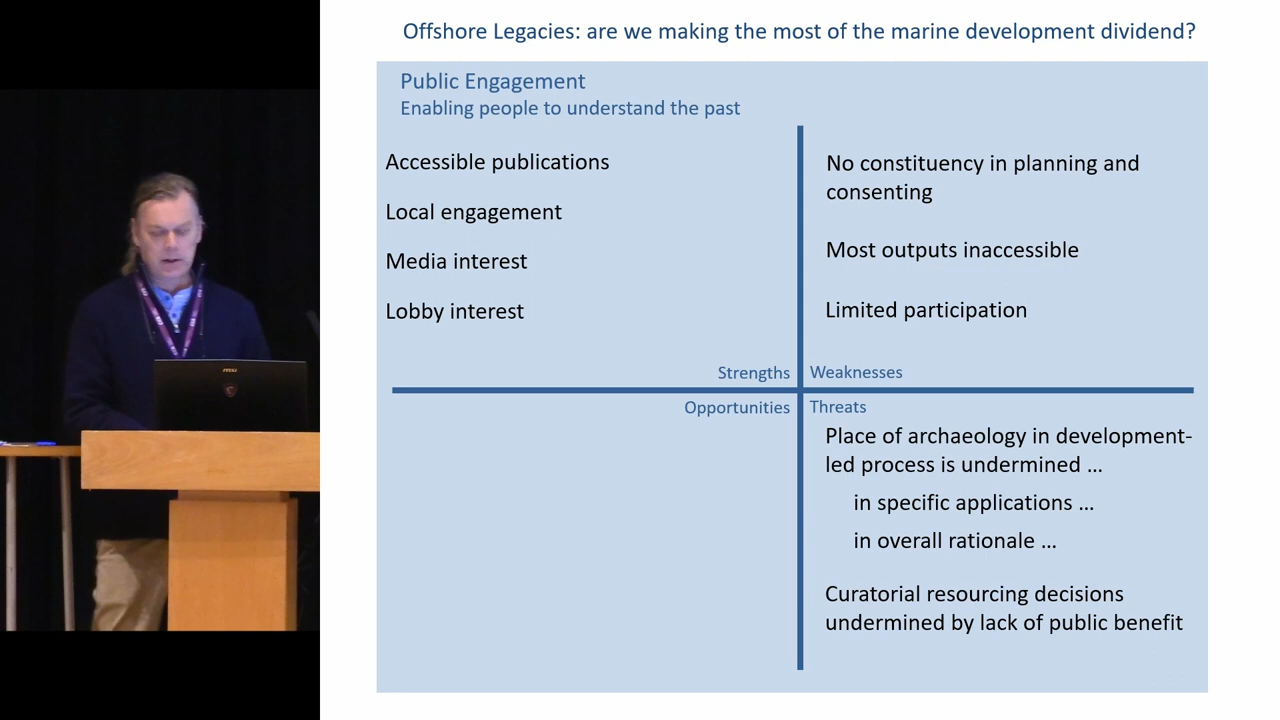 Offshore Legacies: are we making the most of the marine development dividend?
Public Engagement
Enabling people to understand the past
Accessible publications
Local engagement
Media interest
Lobby interest
No constituency in planning and
consenting
Most outputs inaccessible
Limited participation
Strengths
Weaknesses
Opportunities
Threats
Place of archaeology in development-
led process is undermined ...
in specific applications ...
in overall rationale ...
Curatorial resourcing decisions
undermined by lack of public benefit
msi